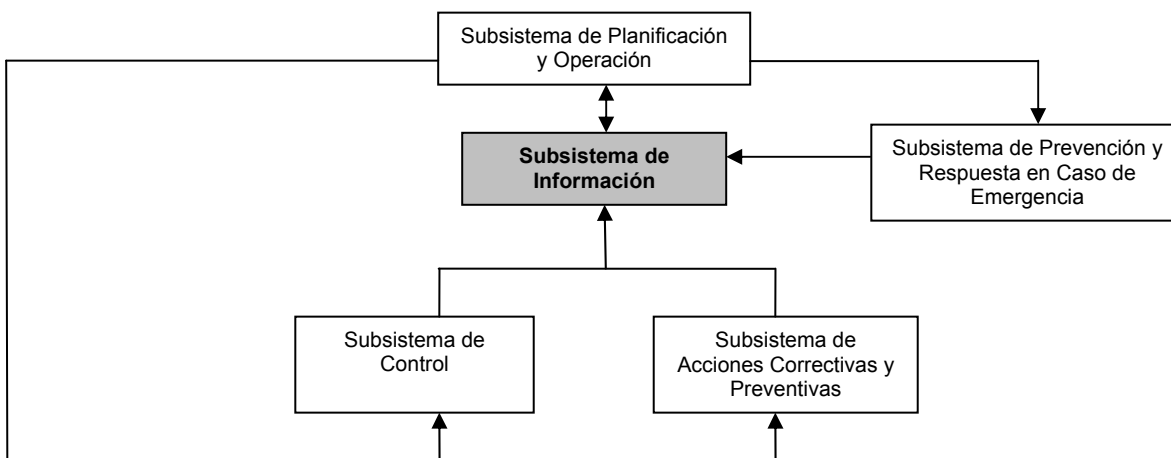 Subsistema de Planificación
y Operación
Subsistema de
Información
Subsistema de Prevención y
Respuesta en Caso de
Emergencia
Subsistema de
Control
Subsistema de
Acciones Correctivas y
Preventivas